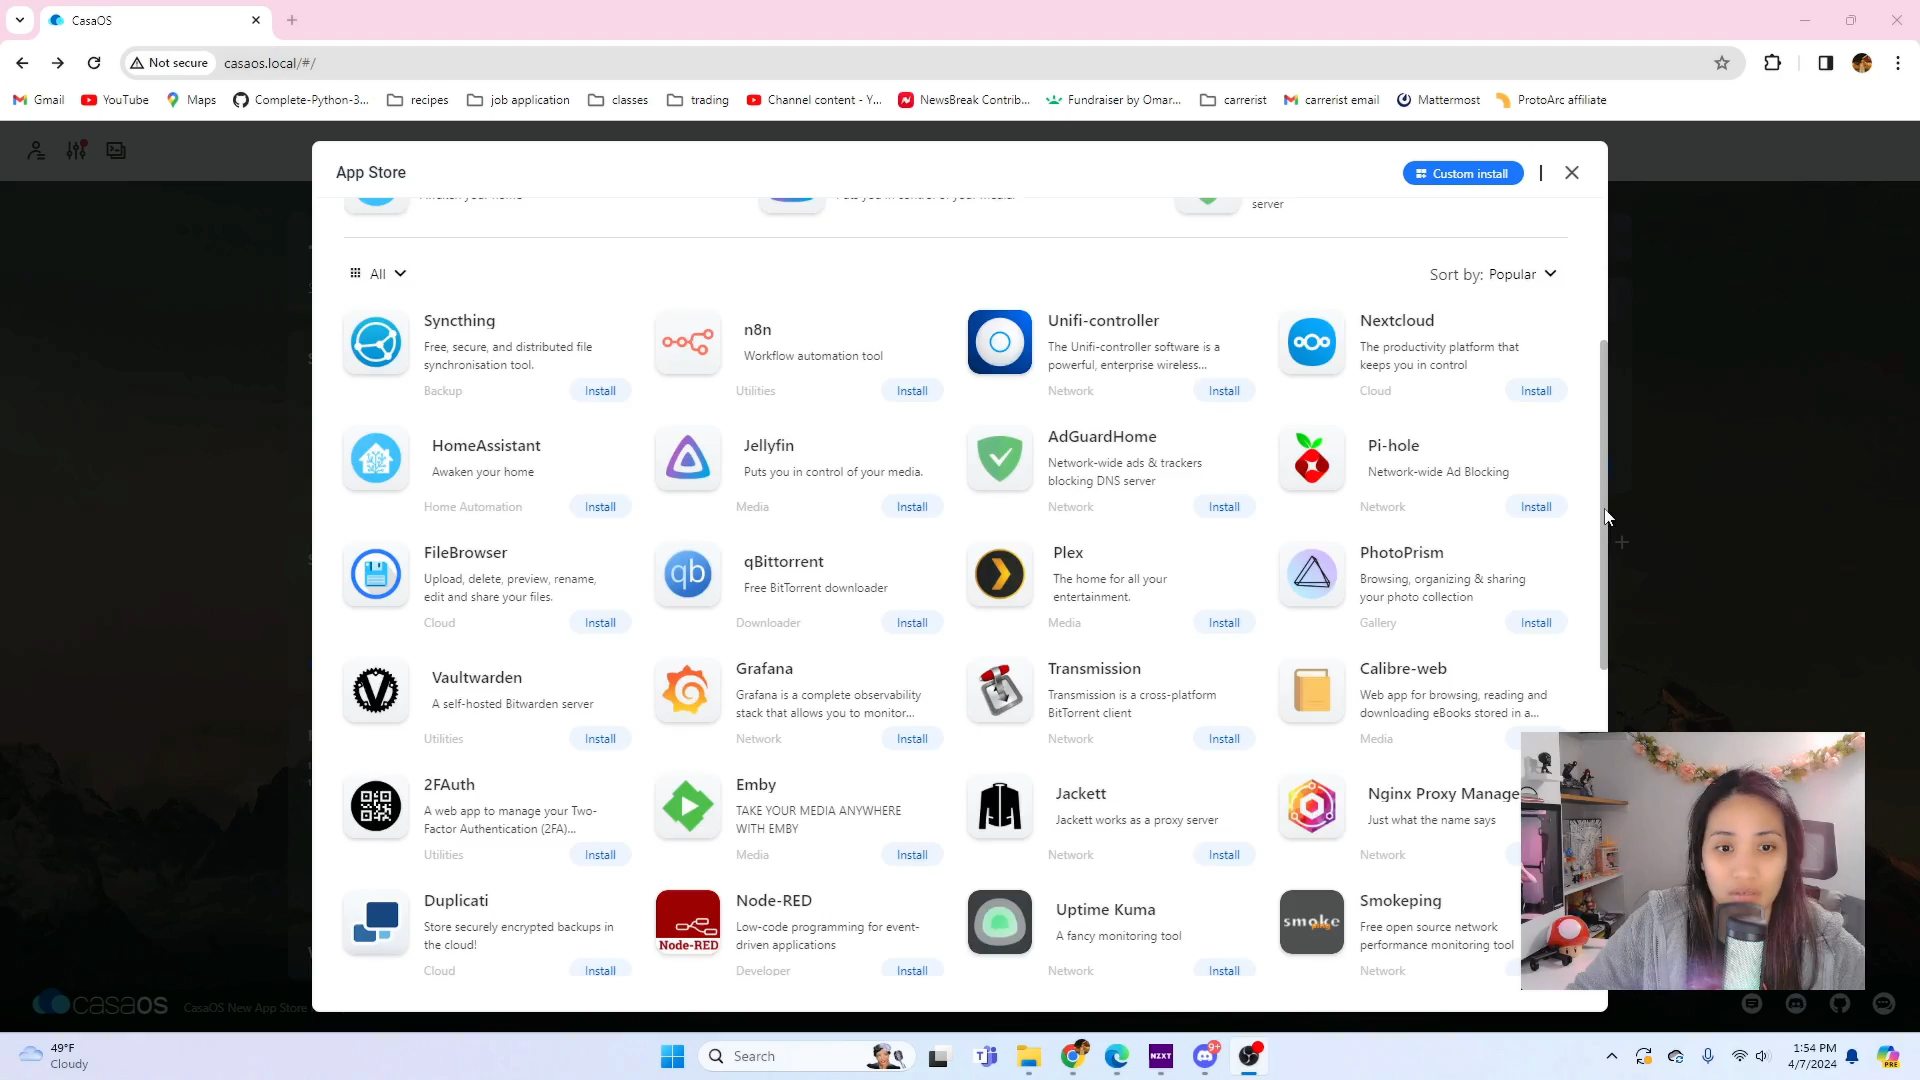 CasaOS
Not secure
casaos.local/#/
Gmail
YouTube
Maps
Complete-Python-3...
recipes
job application
classes
trading
Channel content - Y...
NewsBreak Contrib...
Fundraiser by Omar...
carrerist
carrerist email
Mattermost
ProtoArc affiliate
App Store
Custom install
server
All
Sort by: Popular
Syncthing
Free, secure, and distributed file
synchronisation tool.
Backup
Install
n8n
Workflow automation tool
Utilities
Install
Unifi-controller
The Unifi-controller software is a
powerful, enterprise wireless...
Network
Install
Nextcloud
The productivity platform that
keeps you in control
Cloud
Install
HomeAssistant
Awaken your home
Home Automation
Install
Jellyfin
Puts you in control of your media.
Media
Install
AdGuardHome
Network-wide ads & trackers
blocking DNS server
Network
Install
Pi-hole
Network-wide Ad Blocking
Network
Install
FileBrowser
Upload, delete, preview, rename,
edit and share your files.
Cloud
Install
qb
qBittorrent
Free BitTorrent downloader
Downloader
Install
Plex
The home for all your
entertainment.
Media
Install
PhotoPrism
Browsing, organizing & sharing
your photo collection
Gallery
Install
Vaultwarden
A self-hosted Bitwarden server
Utilities
Install
Grafana
Grafana is a complete observability
stack that allows you to monitor...
Network
Install
Transmission
Transmission is a cross-platform
BitTorrent client
Network
Install
Calibre-web
Web app for browsing, reading and
downloading eBooks stored in a...
Media
2FAuth
A web app to manage your Two-
Factor Authentication (2FA)...
Utilities
Install
Emby
TAKE YOUR MEDIA ANYWHERE
WITH EMBY
Media
Install
Jackett
Jackett works as a proxy server
Network
Install
Nginx Proxy Manage
Just what the name says
Network
Duplicati
Store securely encrypted backups in
the cloud!
Cloud
Install
Node-RED
Node-RED
Low-code programming for event-
driven applications
Developer
Install
Uptime Kuma
A fancy monitoring tool
Network
Install
smoke
Smokeping
Free open source network
performance monitoring tool
Network
casaos
CasaOS New App Store
49°F
Cloudy
Search
NZXT
9+
1:54 PM
4/7/2024
PRE